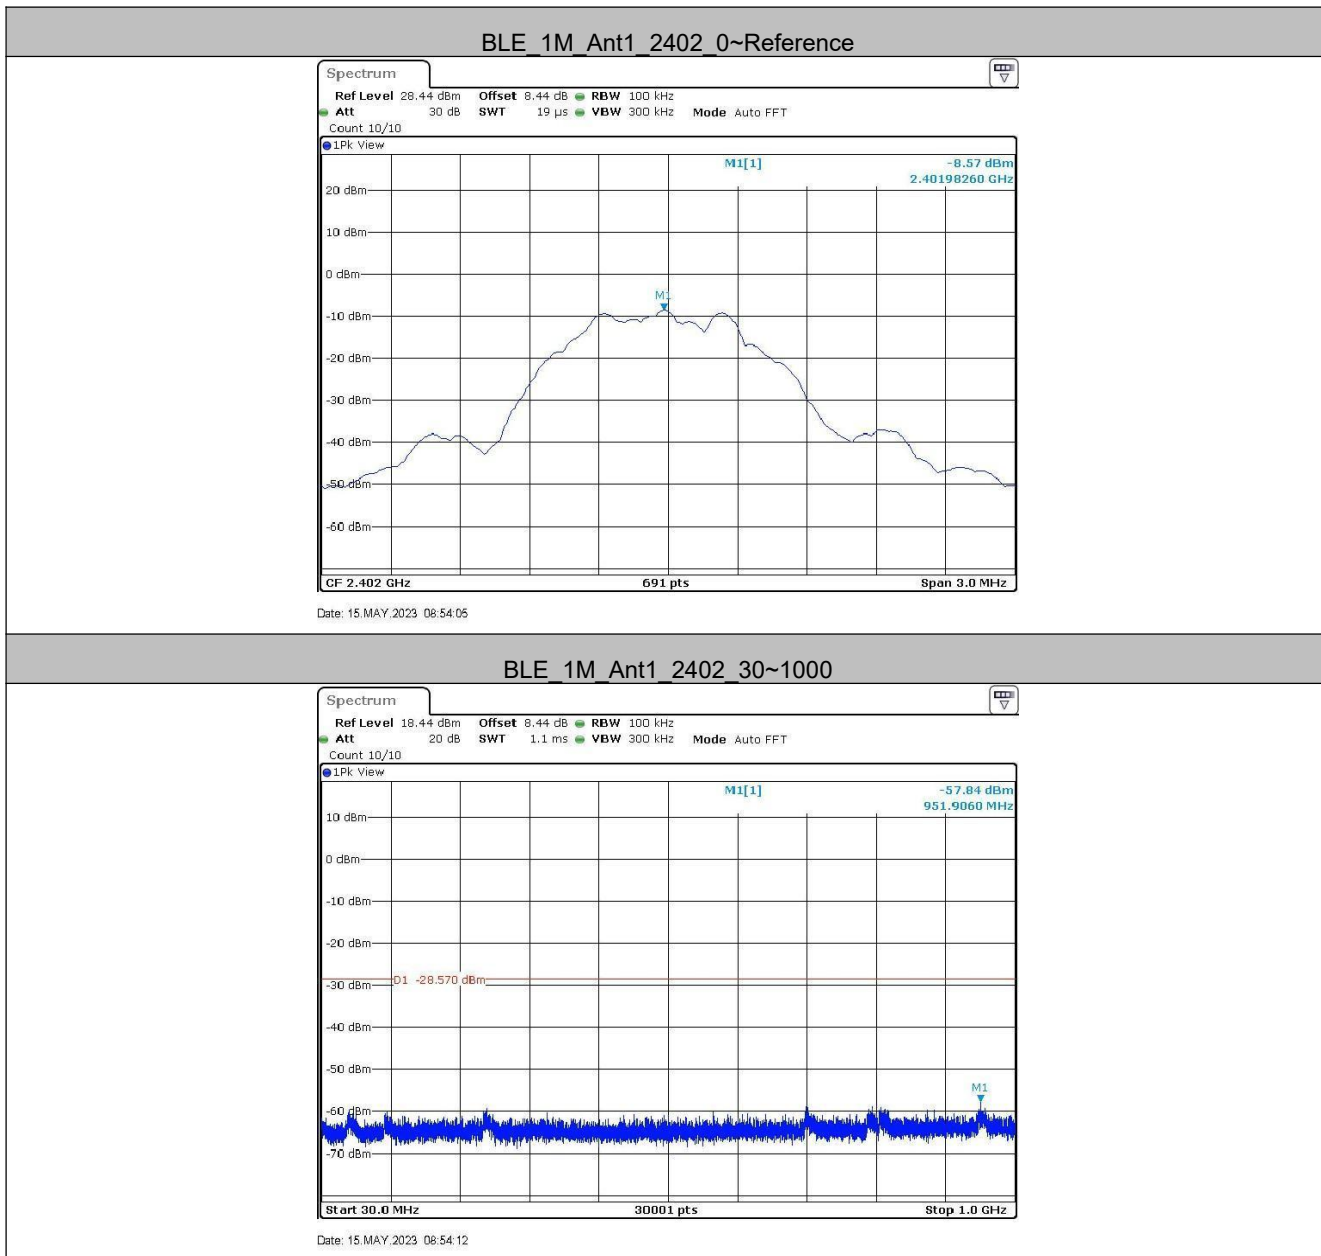 BLE_1M_Ant1_2402_0~Reference
Spectrum
Ref Level 28.44 dBm Offset 8.44 dB RBW 100 kHz
Att 30 dB SWT 19 µs VBW 300 kHz Mode Auto FFT
Count 10/10
1Pk View
M1[1] -8.57 dBm
2.40198260 GHz
20 dBm
10 dBm
0 dBm
M1
-10 dBm
-20 dBm
-30 dBm
-40 dBm
-50 dBm
-60 dBm
CF 2.402 GHz 691 pts Span 3.0 MHz
Date: 15.MAY.2023 08:54:05
BLE_1M_Ant1_2402_30~1000
Spectrum
Ref Level 18.44 dBm Offset 8.44 dB RBW 100 kHz
Att 20 dB SWT 1.1 ms VBW 300 kHz Mode Auto FFT
Count 10/10
1Pk View
M1[1] -57.84 dBm
951.9060 MHz
10 dBm
0 dBm
-10 dBm
-20 dBm
D1 -28.570 dBm
-30 dBm
-40 dBm
-50 dBm
M1
-60 dBm
-70 dBm
Start 30.0 MHz 30001 pts Stop 1.0 GHz
Date: 15.MAY.2023 08:54:12